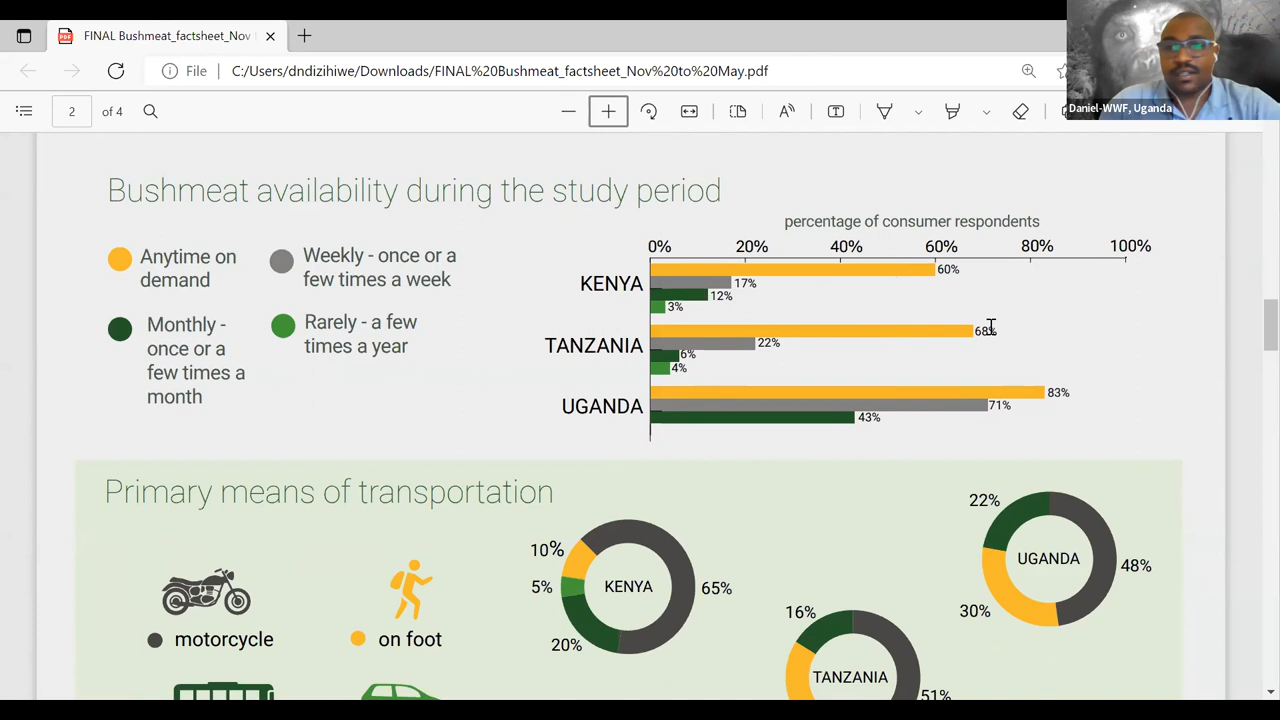 FINAL Bushmeat_factsheet_Nov
File
C:/Users/dndizihiwe/Downloads/FINAL%20Bushmeat_factsheet_Nov%20to%20May.pdf
2
of 4
Daniel-WWF, Uganda
Bushmeat availability during the study period
percentage of consumer respondents
0%
20%
40%
60%
80%
100%
Anytime on
demand
Weekly - once or a
few times a week
Monthly -
once or a
few times a
month
Rarely - a few
times a year
KENYA
60%
17%
12%
3%
TANZANIA
68%
22%
6%
4%
UGANDA
83%
71%
43%
Primary means of transportation
motorcycle
on foot
10%
5%
20%
KENYA
65%
16%
TANZANIA
51%
22%
30%
UGANDA
48%